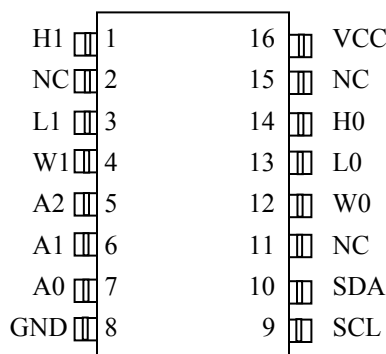 H1 1 16 VCC
NC 2 15 NC
L1 3 14 H0
W1 4 13 L0
A2 5 12 W0
A1 6 11 NC
A0 7 10 SDA
GND 8 9 SCL